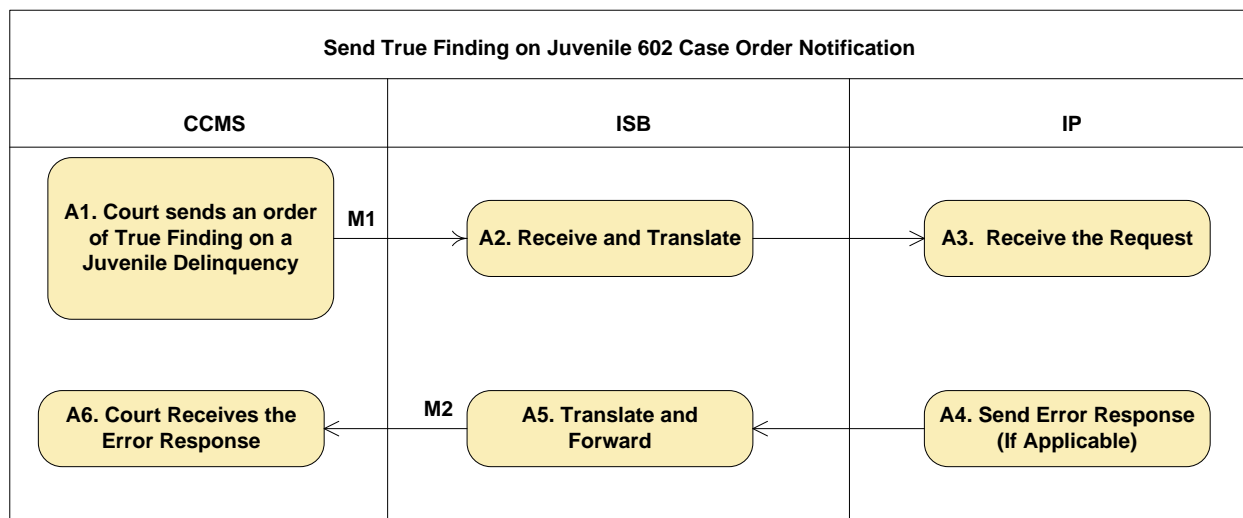 Send True Finding on Juvenile 602 Case Order Notification
CCMS
ISB
IP
A1. Court sends an order
of True Finding on a
Juvenile Delinquency
M1
A2. Receive and Translate
A3. Receive the Request
A6. Court Receives the
Error Response
M2
A5. Translate and
Forward
A4. Send Error Response
(If Applicable)